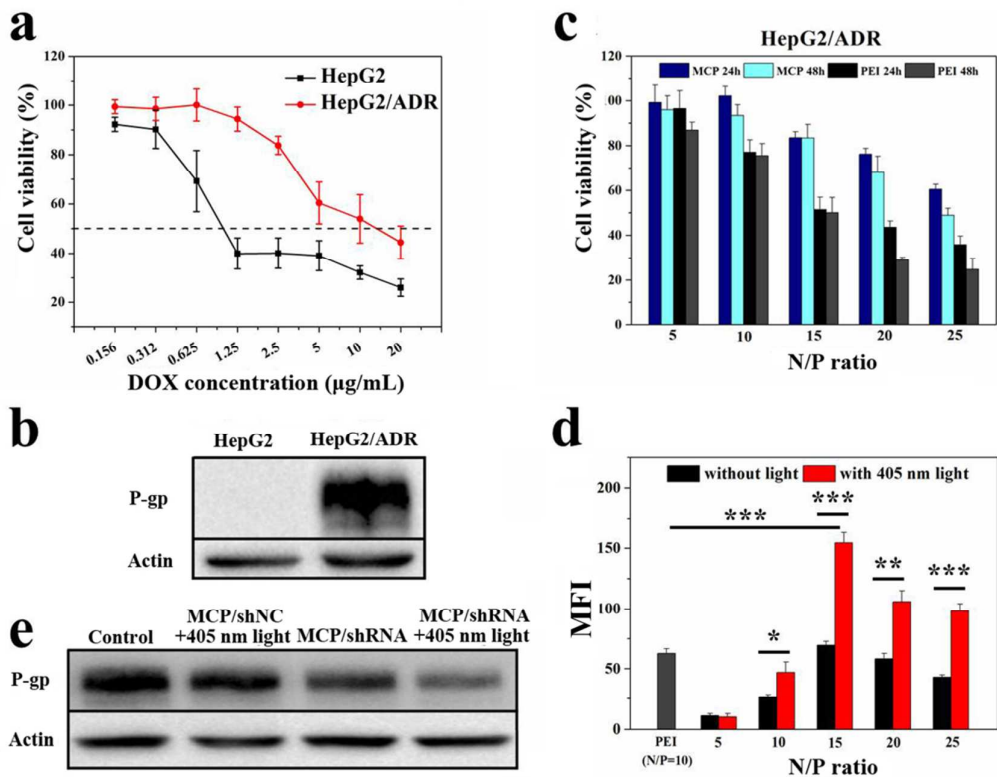 a
Cell viability (%)
120
100
80
60
40
20
HepG2
HepG2/ADR
0.156
0.312
0.625
1.25
2.5
5
10
20
DOX concentration (µg/mL)
b
HepG2
HepG2/ADR
P-gp
Actin
e
Control
MCP/shNC
+405 nm light
MCP/shRNA
MCP/shRNA
+405 nm light
P-gp
Actin
c
HepG2/ADR
MCP 24h
MCP 48h
PEI 24h
PEI 48h
Cell viability (%)
120
100
80
60
40
20
0
5
10
15
20
25
N/P ratio
d
without light
with 405 nm light
MFI
200
150
100
50
0
***
***
*
**
***
PEI
(N/P=10)
5
10
15
20
25
N/P ratio